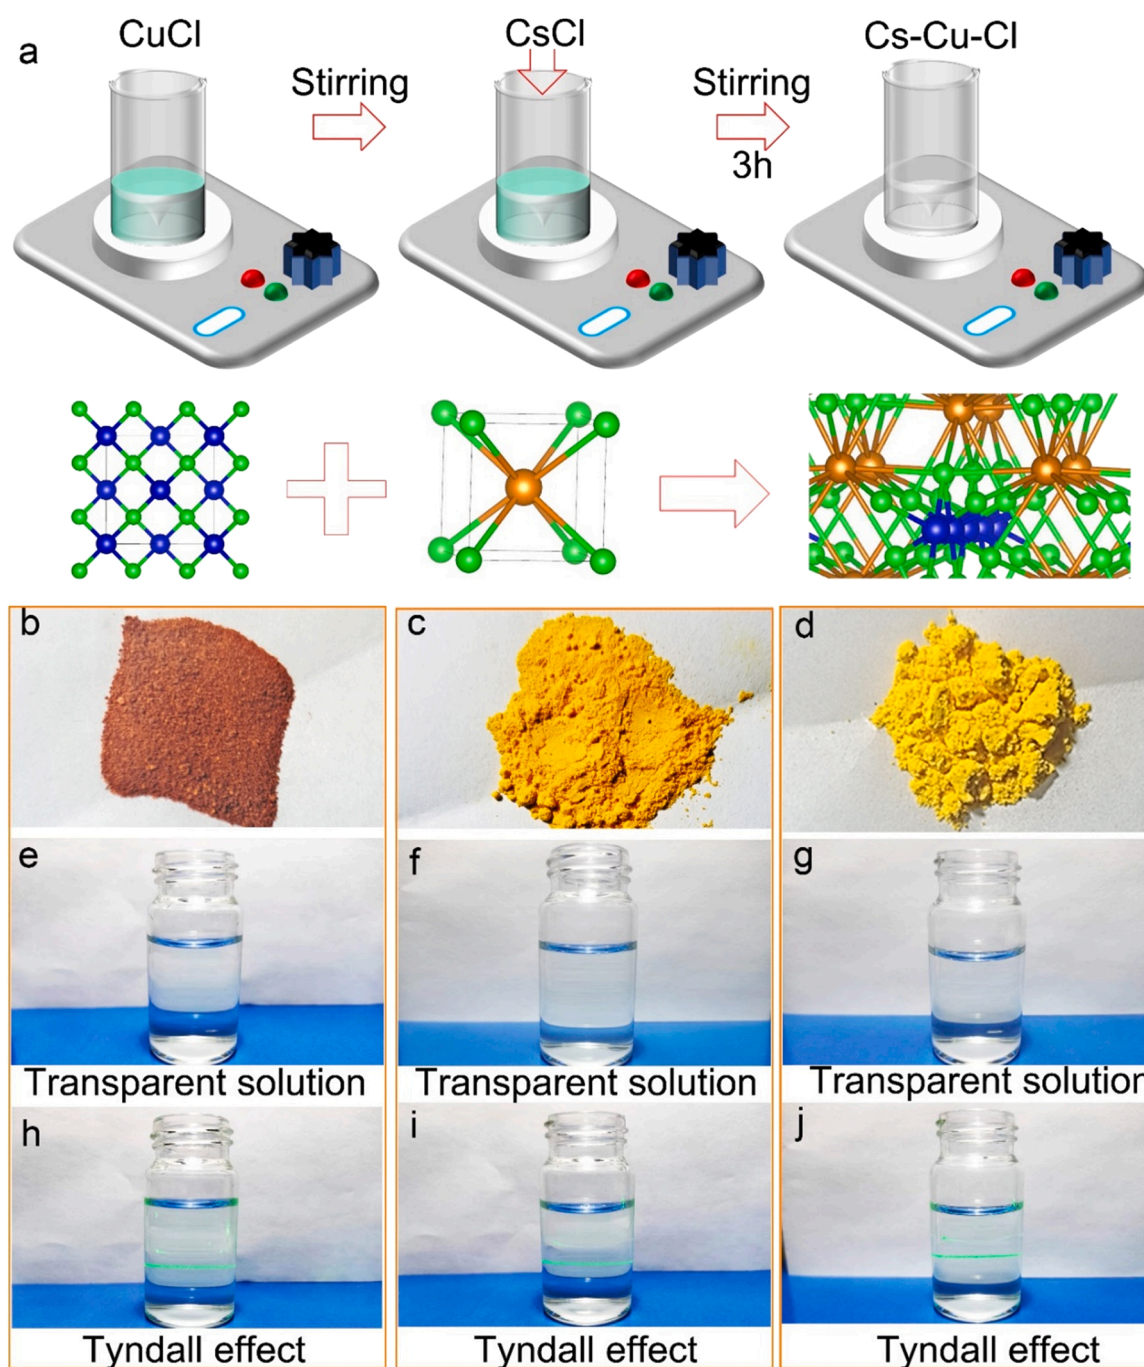 a
CuCl
CsCl
Cs-Cu-Cl
Stirring
Stirring
3h
b
c
d
e
f
g
Transparent solution
Transparent solution
Transparent solution
h
i
j
Tyndall effect
Tyndall effect
Tyndall effect